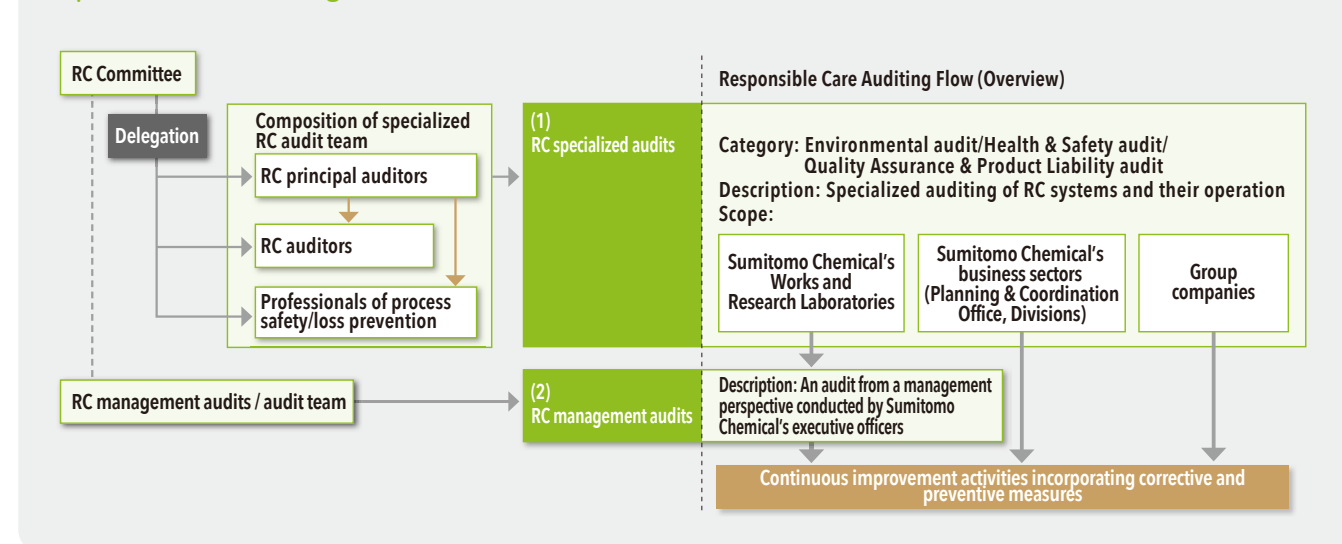 RC Committee
Delegation
Composition of specialized
RC audit team
RC principal auditors
RC auditors
Professionals of process
safety/loss prevention
RC management audits / audit team
(1)
RC specialized audits
(2)
RC management audits
Responsible Care Auditing Flow (Overview)
Category: Environmental audit/Health & Safety audit/
Quality Assurance & Product Liability audit
Description: Specialized auditing of RC systems and their operation
Scope:
Sumitomo Chemical's
Works and
Research Laboratories
Sumitomo Chemical's
business sectors
(Planning & Coordination
Office, Divisions)
Group
companies
Description: An audit from a management
perspective conducted by Sumitomo
Chemical's executive officers
Continuous improvement activities incorporating corrective and
preventive measures